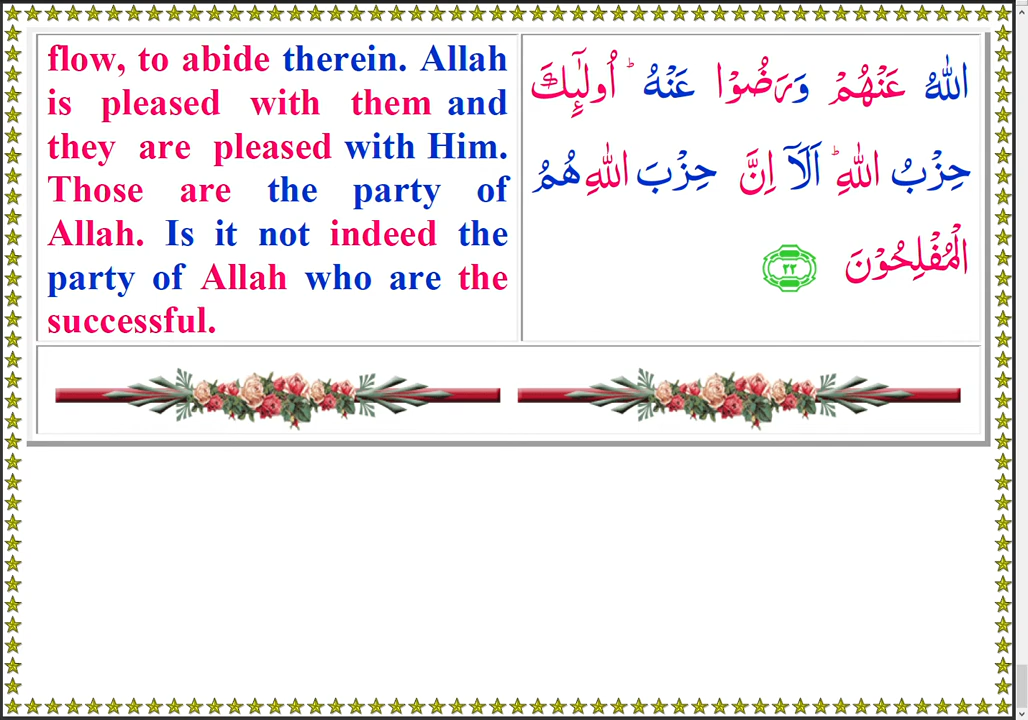 flow, to abide therein. Allah
is pleased with them and
they are pleased with Him.
Those are the party of
Allah. Is it not indeed the
party of Allah who are the
successful.
اللّٰهُ عَنْهُمْ وَرَضُوْا عَنْهُ ؕ اُولٰٓئِكَ
حِزْبُ اللّٰهِ ؕ اَلَاۤ اِنَّ حِزْبَ اللّٰهِ هُمُ
الْمُفْلِحُوْنَ ﴿۲۲﴾